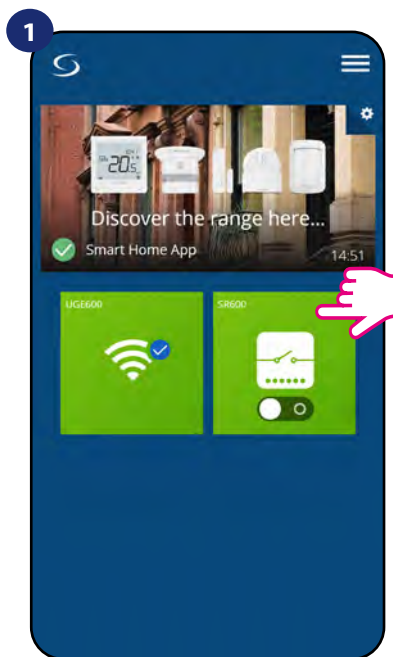 1
20.5
Discover the range here...
Smart Home App
14:51
UGE600
SR600